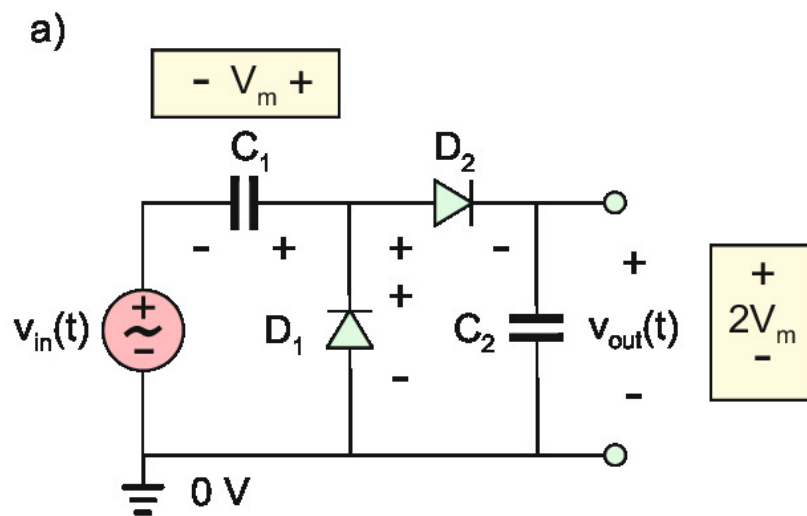 a)
- Vm +
C1
D2
- +
+ -
+
+
-
vin(t)
D1
-
C2
+
vout(t)
-
+
2Vm
-
0 V